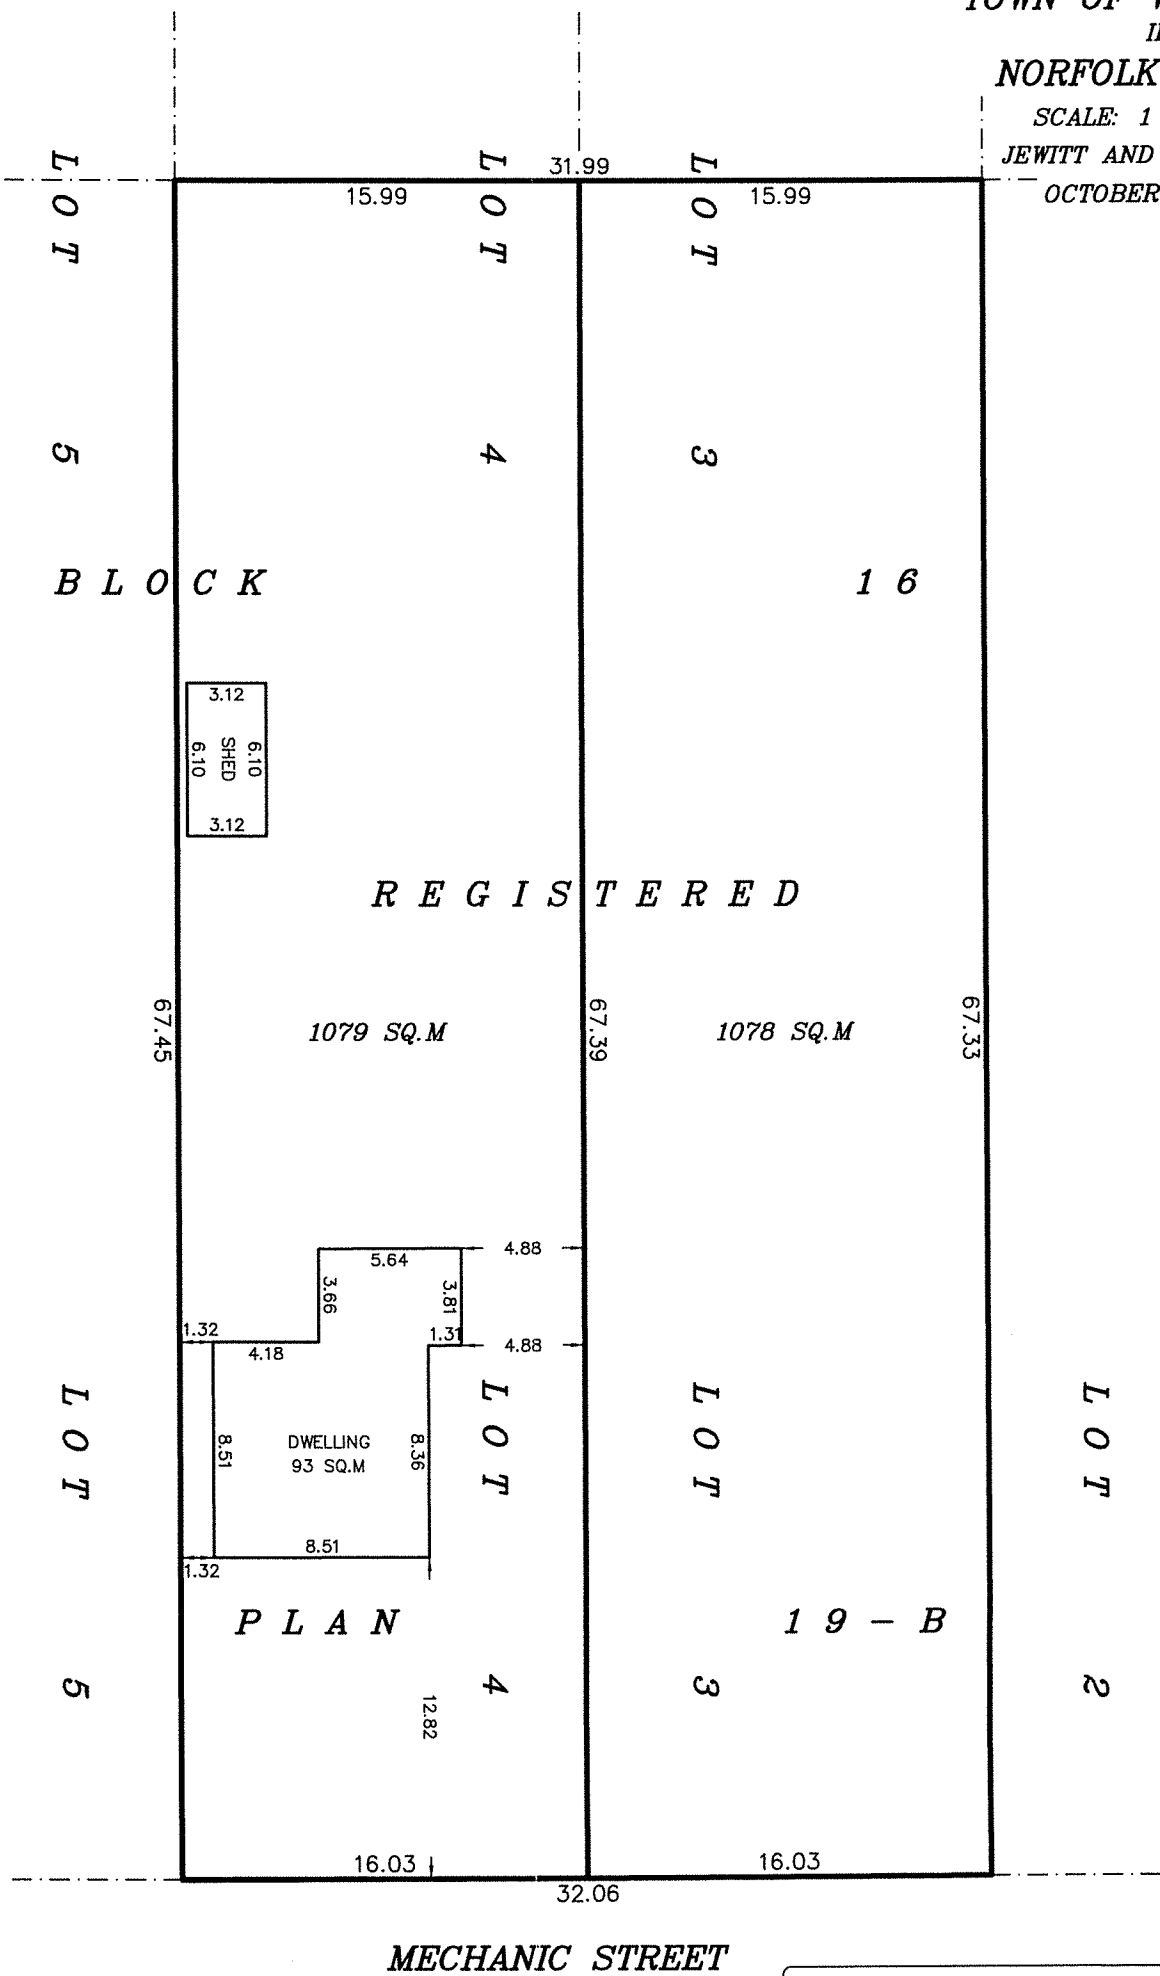 TOWN OF
NORFOLK
SCALE: 1
JEWITT AND
OCTOBER
31.99
15.99
15.99
LOT 5
LOT 4
LOT 3
BLOCK 16
3.12
6.10
SHED
6.10
3.12
REGISTERED
67.45
1079 SQ.M
67.39
1078 SQ.M
67.33
4.88
5.64
3.66
3.81
1.32
4.18
1.31
4.88
LOT 5
8.51
DWELLING
93 SQ.M
8.36
LOT 4
LOT 3
LOT 2
8.51
1.32
PLAN 19-B
12.82
16.03
16.03
32.06
MECHANIC STREET